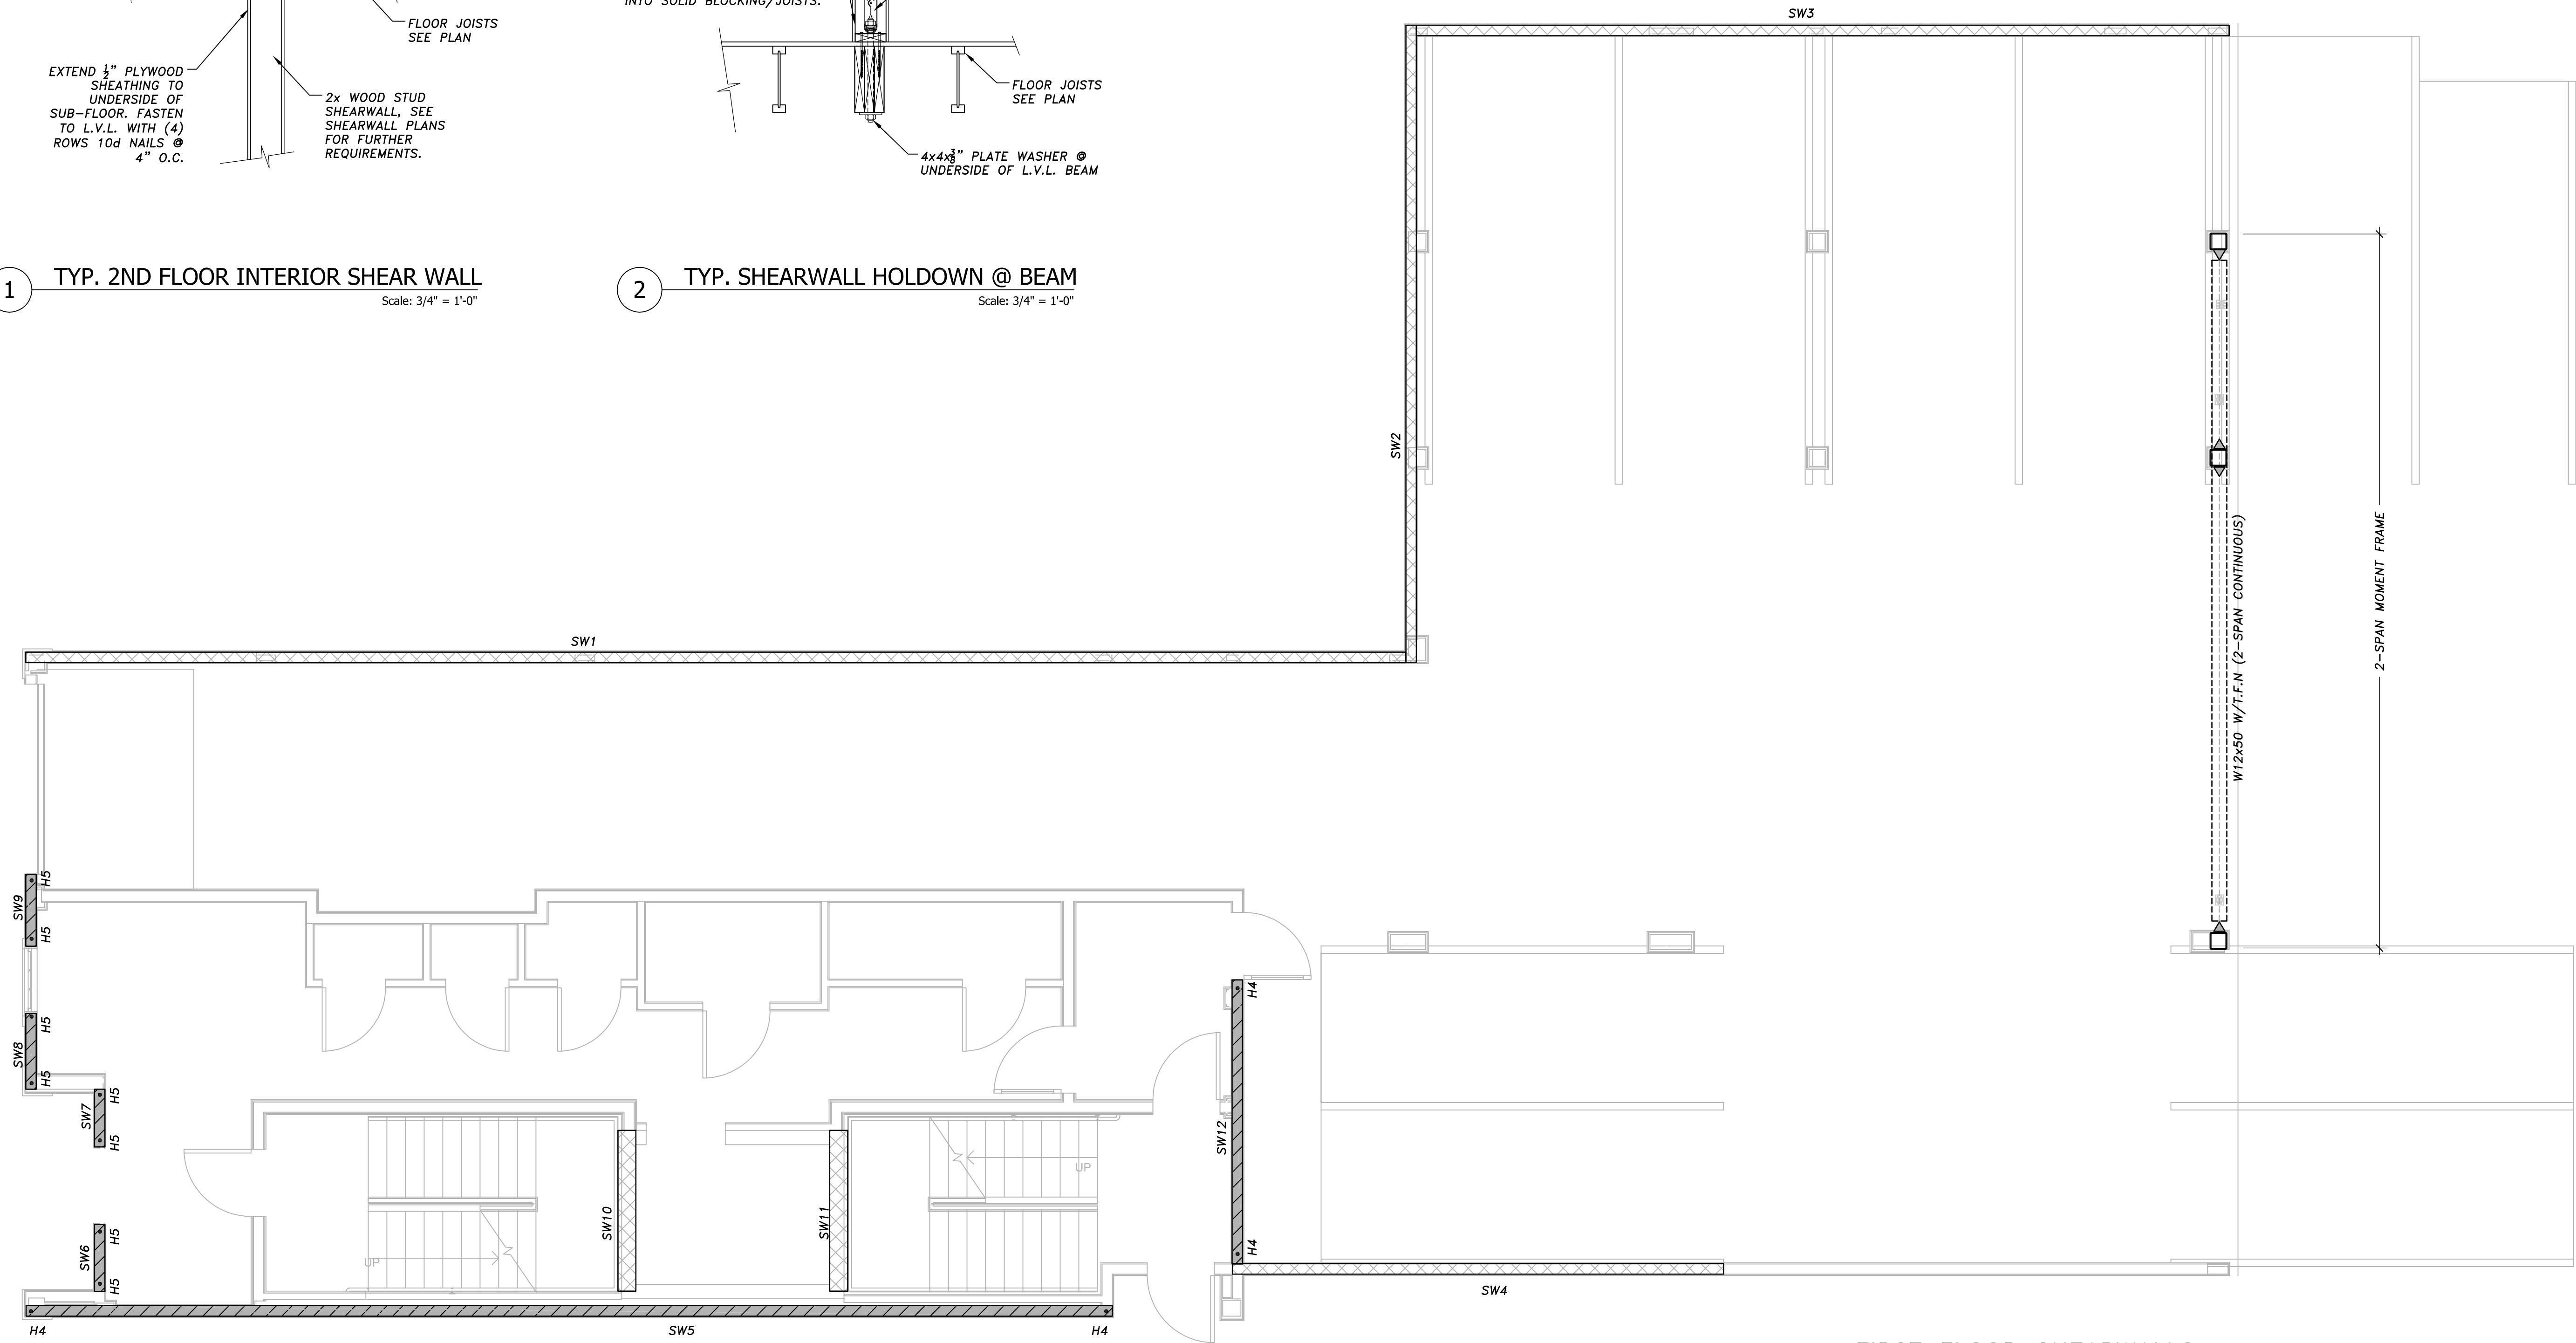 INTO SOLID BLOCKING/JOISTS.
FLOOR JOISTS
SEE PLAN
EXTEND ½" PLYWOOD
SHEATHING TO
UNDERSIDE OF
SUB-FLOOR. FASTEN
TO L.V.L. WITH (4)
ROWS 10d NAILS @
4" O.C.
2x WOOD STUD
SHEARWALL, SEE
SHEARWALL PLANS
FOR FURTHER
REQUIREMENTS.
FLOOR JOISTS
SEE PLAN
4x4x⅜" PLATE WASHER @
UNDERSIDE OF L.V.L. BEAM
1
TYP. 2ND FLOOR INTERIOR SHEAR WALL
Scale: 3/4" = 1'-0"
2
TYP. SHEARWALL HOLDOWN @ BEAM
Scale: 3/4" = 1'-0"
SW3
SW2
SW1
W12x50 W/T.F.N (2-SPAN CONTINUOUS)
2-SPAN MOMENT FRAME
SW9
H5
H5
SW8
H5
H5
SW7
H5
H5
SW6
H5
H5
SW10
SW11
SW12
H4
H4
UP
UP
SW4
H4
SW5
H4